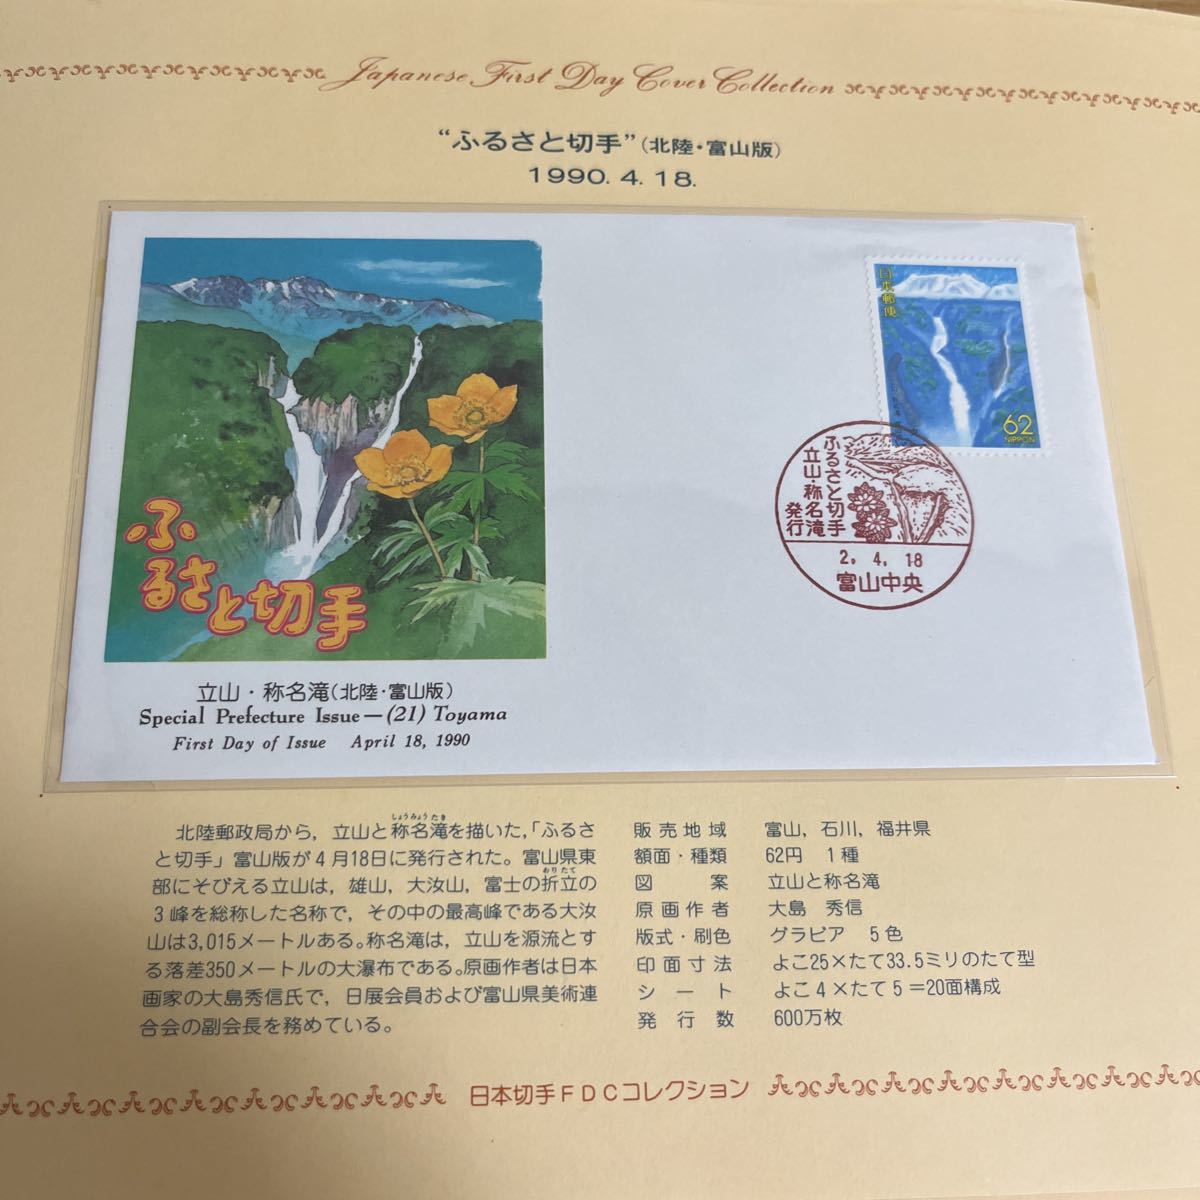 Japanese First Day Cover Collection
“ふるさと切手”(北陸・富山版)
1990. 4. 18.
ふるさと切手
日本郵便
62
NIPPON
ふるさと切手
立山・称名滝
発行
2. 4. 18
富山中央
立山・称名滝(北陸・富山版)
Special Prefecture Issue—(21) Toyama
First Day of Issue April 18, 1990
北陸郵政局から, 立山と称名滝を描いた,「ふるさ
しょうみょうたき
と切手」富山版が4月18日に発行された。富山県東
部にそびえる立山は, 雄山, 大汝山, 富士の折立の
おりたて
3峰を総称した名称で, その中の最高峰である大汝
山は3,015メートルある。称名滝は, 立山を源流とす
る落差350メートルの大瀑布である。原画作者は日本
画家の大島秀信氏で, 日展会員および富山県美術連
合会の副会長を務めている。
販売地域 富山, 石川, 福井県
額面・種類 62円 1種
図案 立山と称名滝
原画作者 大島 秀信
版式・刷色 グラビア 5色
印面寸法 よこ25×たて33.5ミリのたて型
シート よこ4×たて5=20面構成
発行数 600万枚
日本切手FDCコレクション